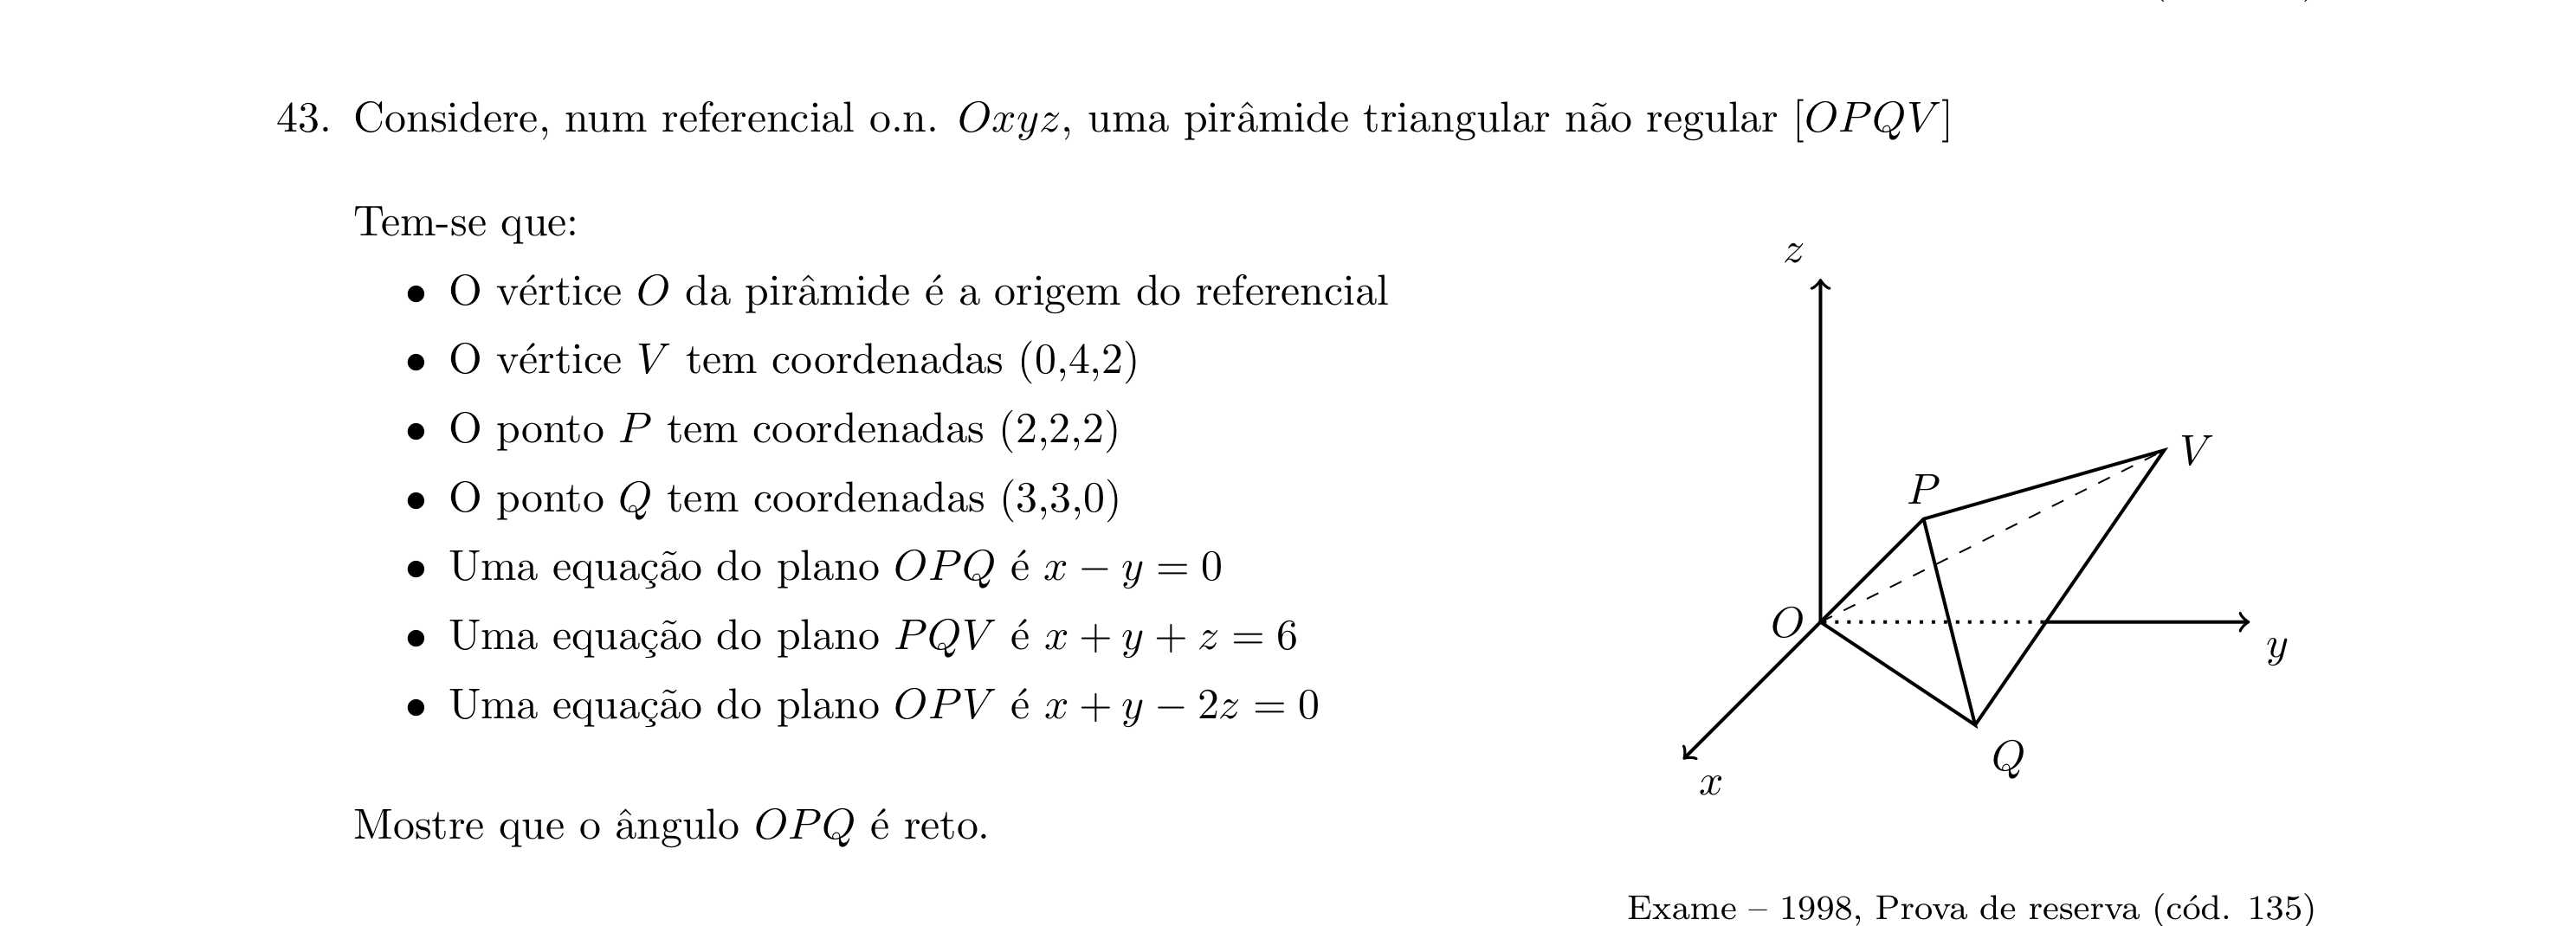 43. Considere, num referencial o.n. Oxyz, uma pirâmide triangular não regular [OPQV]
Tem-se que:
• O vértice O da pirâmide é a origem do referencial
• O vértice V tem coordenadas (0,4,2)
• O ponto P tem coordenadas (2,2,2)
• O ponto Q tem coordenadas (3,3,0)
• Uma equação do plano OPQ é x − y = 0
• Uma equação do plano PQV é x + y + z = 6
• Uma equação do plano OPV é x + y − 2z = 0
z
V
P
O
y
Q
x
Mostre que o ângulo OPQ é reto.
Exame – 1998, Prova de reserva (cód. 135)